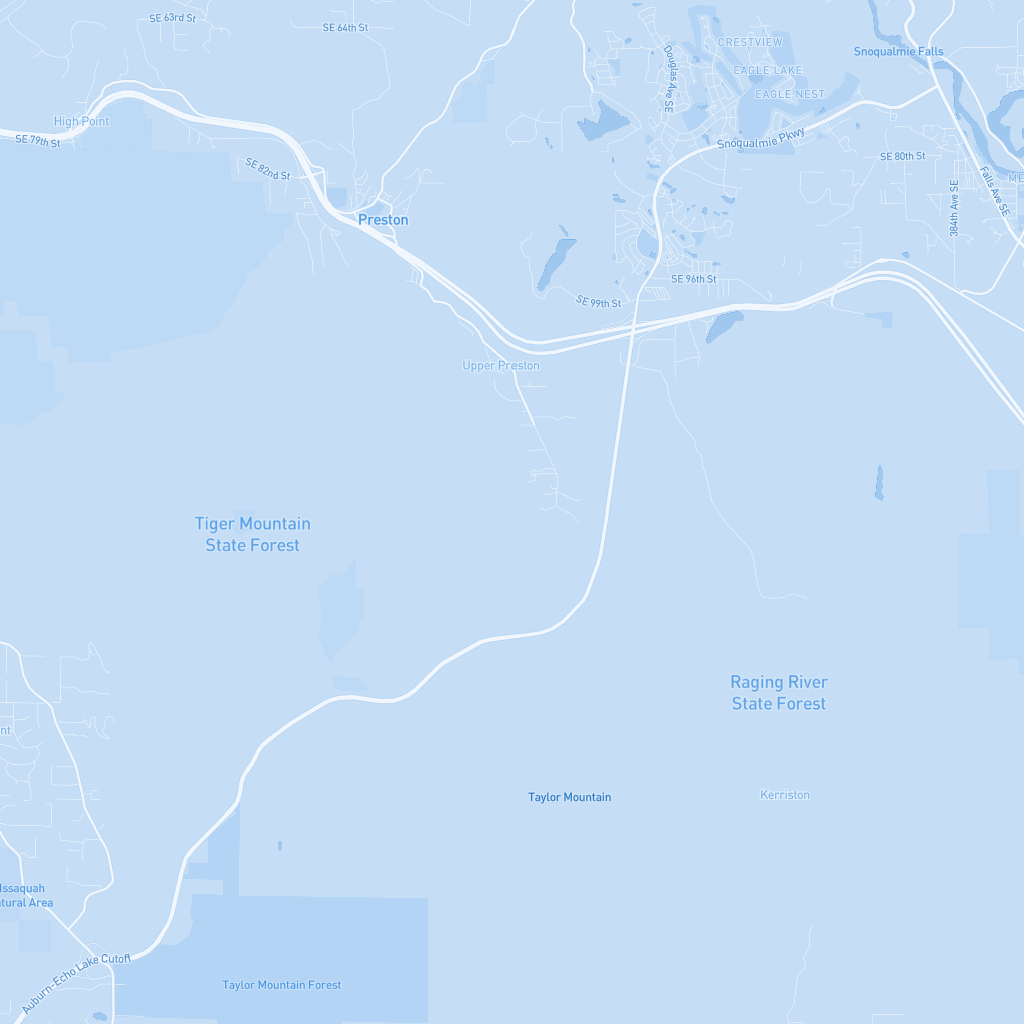 SE 63rd St
SE 64th St
CRESTVIEW
Douglas Ave SE
Snoqualmie Falls
EAGLE LAKE
EAGLE NEST
High Point
SE 79th St
Snoqualmie Pkwy
SE 80th St
SE 82nd St
Falls Ave SE
384th Ave SE
Preston
SE 96th St
SE 99th St
Upper Preston
Tiger Mountain
State Forest
Raging River
State Forest
Taylor Mountain
Kerriston
Issaquah
Auburn-Echo Lake Cutoff
Taylor Mountain Forest